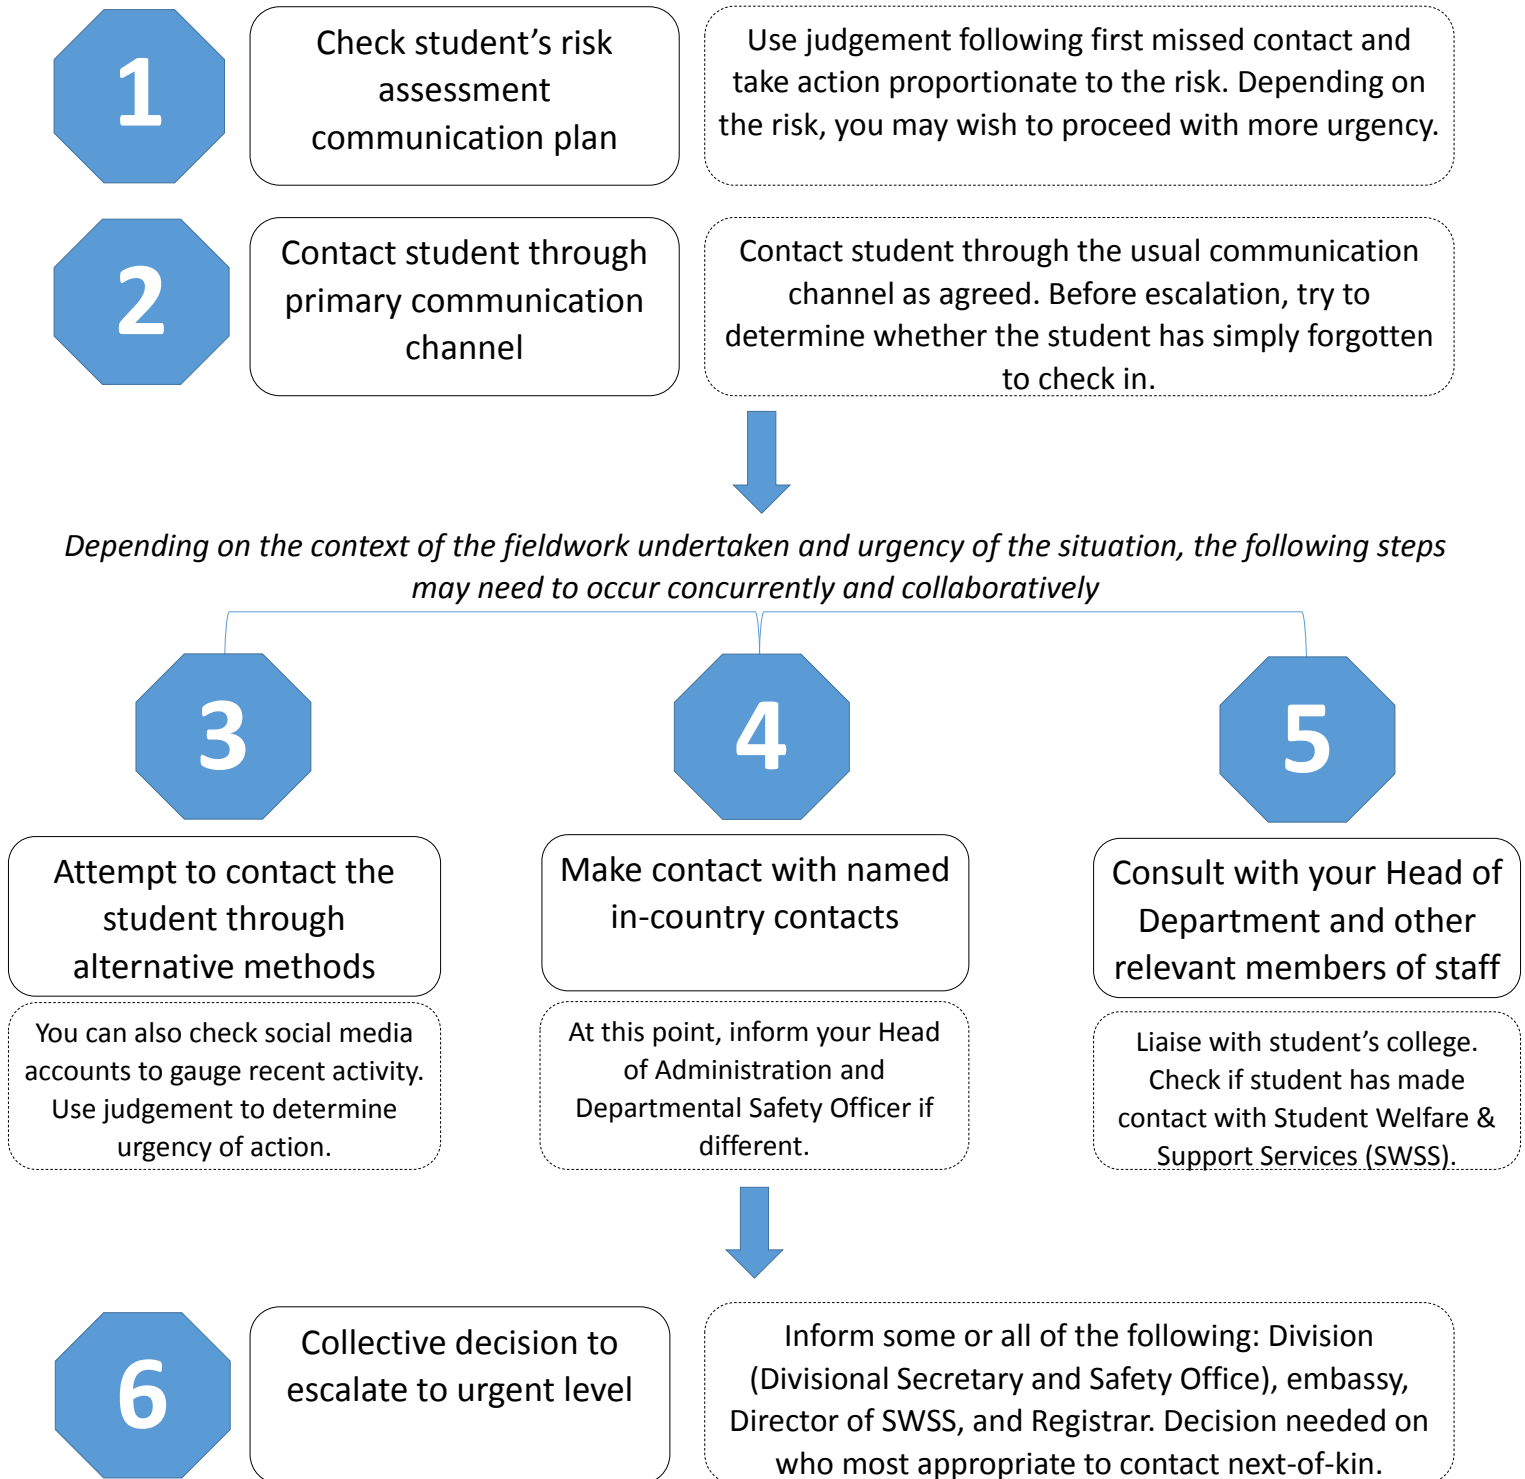 1
Check student’s risk
assessment
communication plan
Use judgement following first missed contact and
take action proportionate to the risk. Depending on
the risk, you may wish to proceed with more urgency.
2
Contact student through
primary communication
channel
Contact student through the usual communication
channel as agreed. Before escalation, try to
determine whether the student has simply forgotten
to check in.
Depending on the context of the fieldwork undertaken and urgency of the situation, the following steps
may need to occur concurrently and collaboratively
3
Attempt to contact the
student through
alternative methods
You can also check social media
accounts to gauge recent activity.
Use judgement to determine
urgency of action.
4
Make contact with named
in-country contacts
At this point, inform your Head
of Administration and
Departmental Safety Officer if
different.
5
Consult with your Head of
Department and other
relevant members of staff
Liaise with student’s college.
Check if student has made
contact with Student Welfare &
Support Services (SWSS).
6
Collective decision to
escalate to urgent level
Inform some or all of the following: Division
(Divisional Secretary and Safety Office), embassy,
Director of SWSS, and Registrar. Decision needed on
who most appropriate to contact next-of-kin.